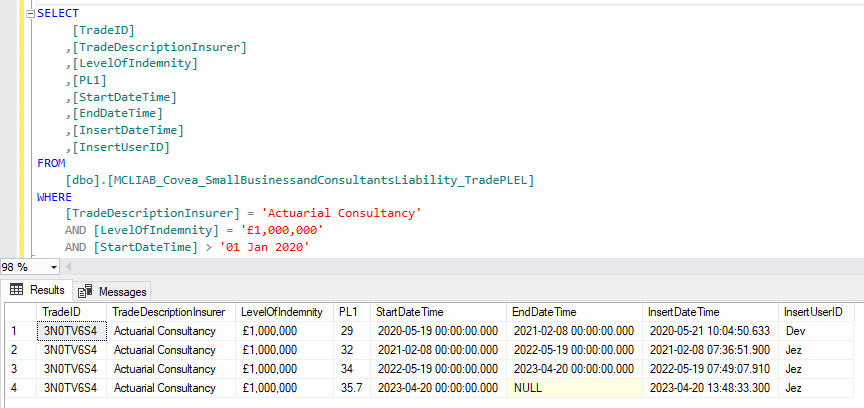 SELECT
[TradeID]
,[TradeDescriptionInsurer]
,[LevelOfIndemnity]
,[PL1]
,[StartDateTime]
,[EndDateTime]
,[InsertDateTime]
,[InsertUserID]
FROM
[dbo].[MCLIAB_Covea_SmallBusinessandConsultantsLiability_TradePLEL]
WHERE
[TradeDescriptionInsurer] = 'Actuarial Consultancy'
AND [LevelOfIndemnity] = '£1,000,000'
AND [StartDateTime] > '01 Jan 2020'
98 %
Results Messages
TradeID TradeDescriptionInsurer LevelOfIndemnity PL1 StartDateTime EndDateTime InsertDateTime InsertUserID
1 3N0TV6S4 Actuarial Consultancy £1,000,000 29 2020-05-19 00:00:00.000 2021-02-08 00:00:00.000 2020-05-21 10:04:50.633 Dev
2 3N0TV6S4 Actuarial Consultancy £1,000,000 32 2021-02-08 00:00:00.000 2022-05-19 00:00:00.000 2021-02-08 07:36:51.900 Jez
3 3N0TV6S4 Actuarial Consultancy £1,000,000 34 2022-05-19 00:00:00.000 2023-04-20 00:00:00.000 2022-05-19 07:49:07.910 Jez
4 3N0TV6S4 Actuarial Consultancy £1,000,000 35.7 2023-04-20 00:00:00.000 NULL 2023-04-20 13:48:33.300 Jez